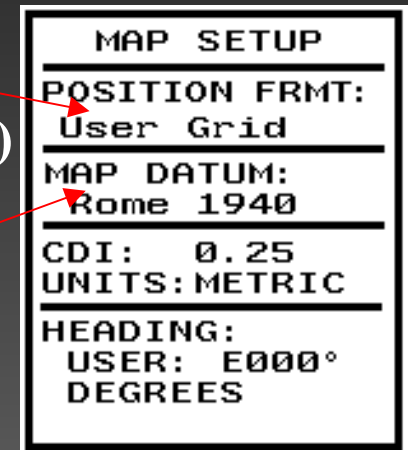 MAP SETUP
POSITION FRMT:
User Grid
)
MAP DATUM:
Rome 1940
CDI: 0.25
UNITS:METRIC
HEADING:
USER: E000°
DEGREES